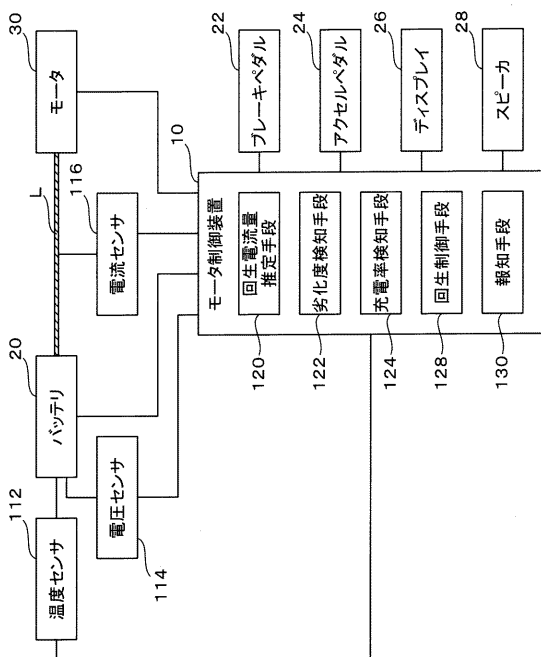 112
温度センサ
20
バッテリ
L
30
モータ
114
電圧センサ
116
電流センサ
10
モータ制御装置
120
回生電流量
推定手段
122
劣化度検知手段
124
充電率検知手段
128
回生制御手段
130
報知手段
22
ブレーキペダル
24
アクセルペダル
26
ディスプレイ
28
スピーカ